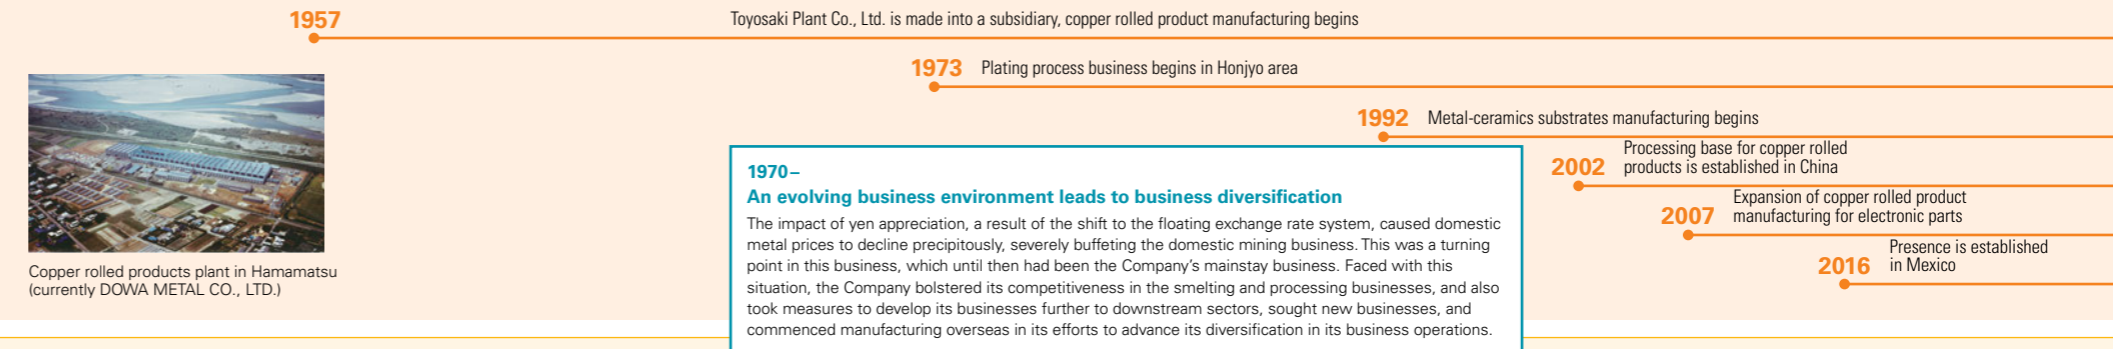 1957
Toyosaki Plant Co., Ltd. is made into a subsidiary, copper rolled product manufacturing begins
1973
Plating process business begins in Honjyo area
1992
Metal-ceramics substrates manufacturing begins
2002
Processing base for copper rolled
products is established in China
2007
Expansion of copper rolled product
manufacturing for electronic parts
2016
Presence is established
in Mexico
Copper rolled products plant in Hamamatsu
(currently DOWA METAL CO., LTD.)
1970–
An evolving business environment leads to business diversification
The impact of yen appreciation, a result of the shift to the floating exchange rate system, caused domestic
metal prices to decline precipitously, severely buffeting the domestic mining business. This was a turning
point in this business, which until then had been the Company's mainstay business. Faced with this
situation, the Company bolstered its competitiveness in the smelting and processing businesses, and also
took measures to develop its businesses further to downstream sectors, sought new businesses, and
commenced manufacturing overseas in its efforts to advance its diversification in its business operations.